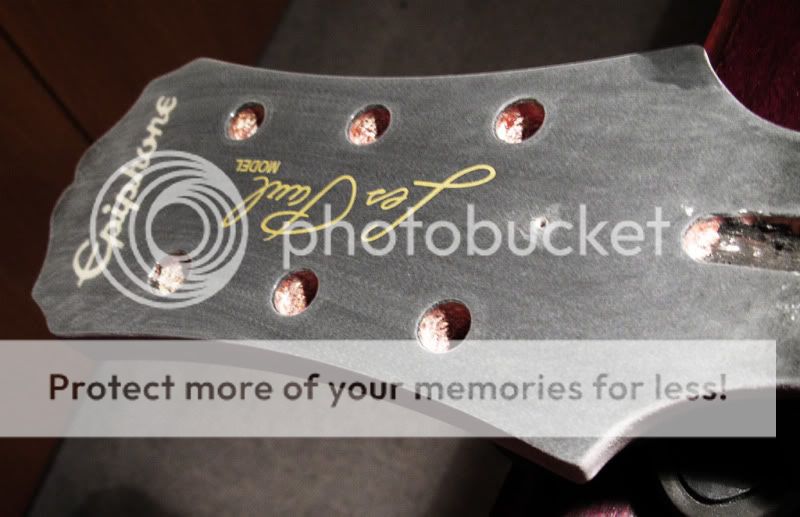 Epiphone
Les Paul
MODEL
photobucket
Protect more of your memories for less!